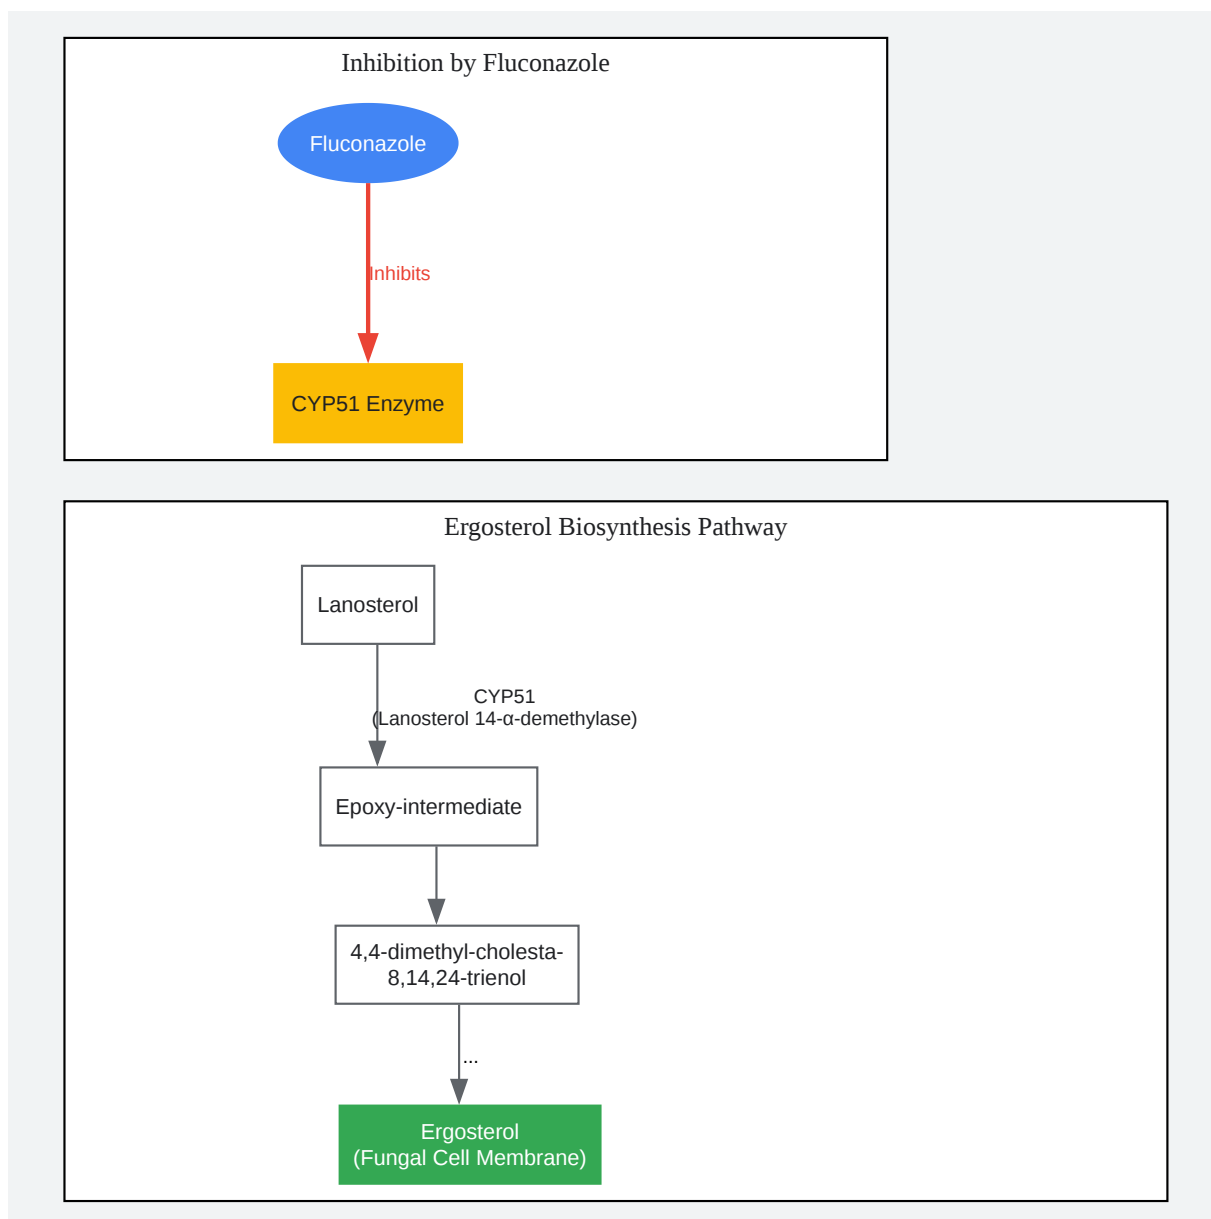 Inhibition by Fluconazole
Fluconazole
Inhibits
CYP51 Enzyme
Ergosterol Biosynthesis Pathway
Lanosterol
CYP51
(Lanosterol 14-α-demethylase)
Epoxy-intermediate
4,4-dimethyl-cholesta-
8,14,24-trienol
...
Ergosterol
(Fungal Cell Membrane)